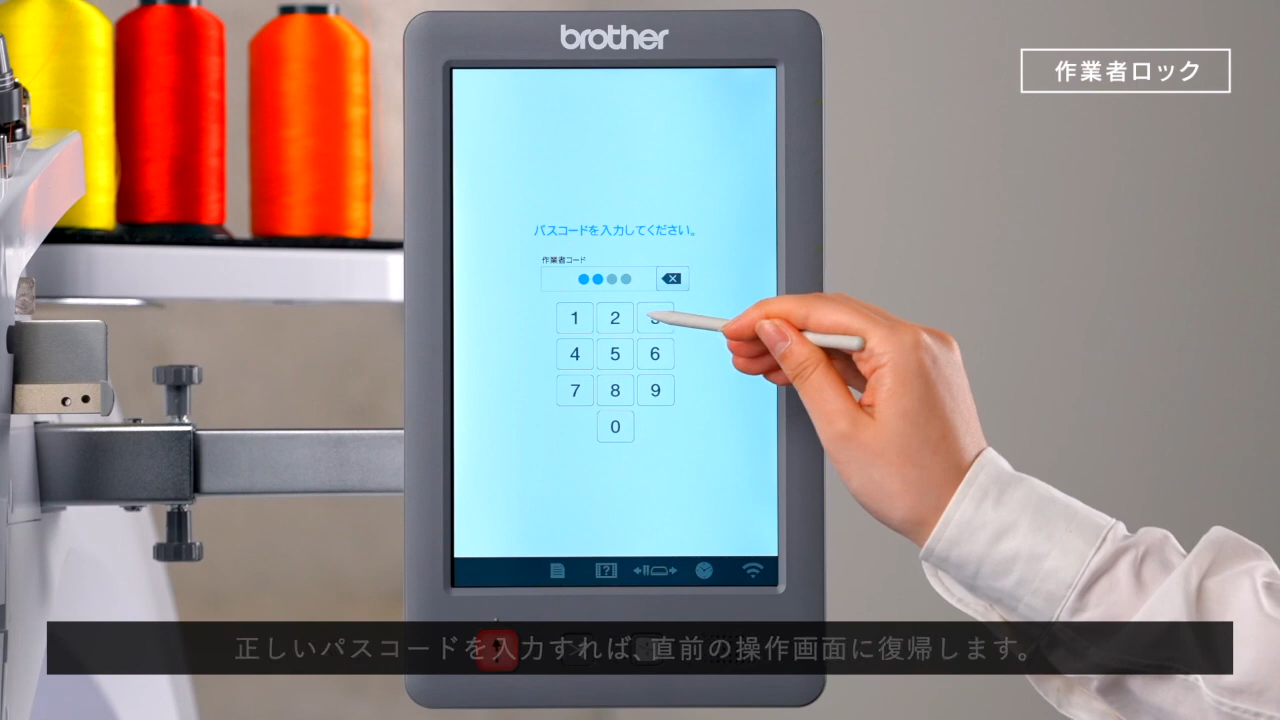 brother
作業者ロック
パスコードを入力してください。
作業者コード
1 2 3
4 5 6
7 8 9
0
正しいパスコードを入力すれば、直前の操作画面に復帰します。